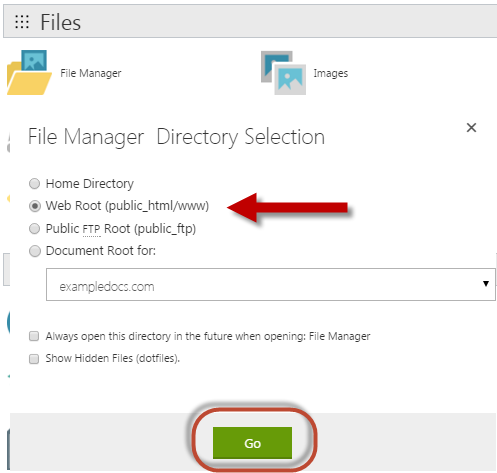 Files
File Manager
Images
File Manager Directory Selection
Home Directory
Web Root (public_html/www)
Public FTP Root (public_ftp)
Document Root for:
exampledocs.com
Always open this directory in the future when opening: File Manager
Show Hidden Files (dotfiles).
Go